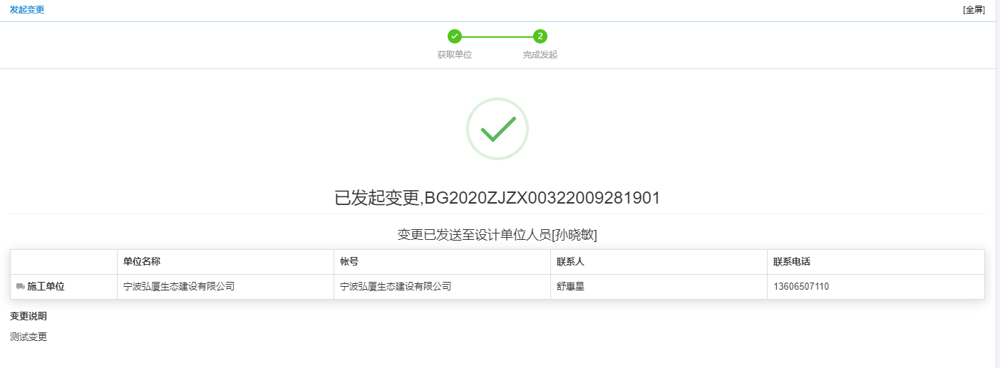 发起变更 [全屏]
2
获取单位 完成发起
已发起变更,BG2020ZJZX00322009281901
变更已发送至设计单位人员[孙晓敏]
单位名称 帐号 联系人 联系电话
施工单位 宁波弘厦生态建设有限公司 宁波弘厦生态建设有限公司 舒惠星 13606507110
变更说明
测试变更